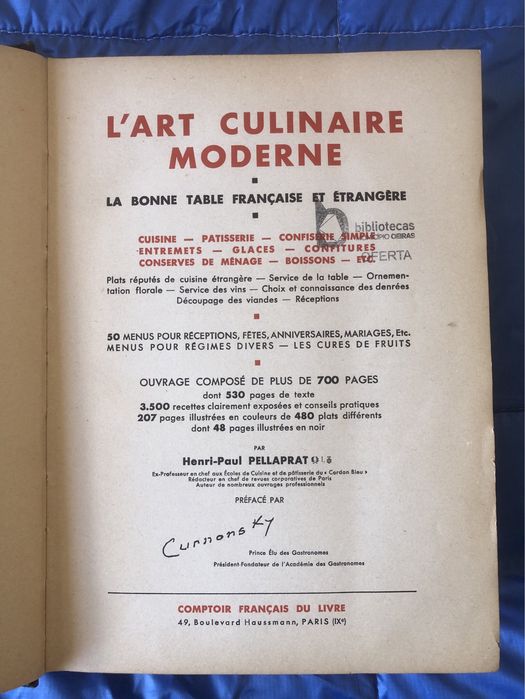 L'ART CULINAIRE
MODERNE
LA BONNE TABLE FRANÇAISE ET ÉTRANGÈRE
CUISINE — PATISSERIE — CONFISERIE SIMPLE
ENTREMETS — GLACES — CONFITURES
CONSERVES DE MÉNAGE — BOISSONS — ETC.
b bibliotecas
MUNICÍPIO OEIRAS
OFERTA
Plats réputés de cuisine étrangère — Service de la table — Ornemen-
tation florale — Service des vins — Choix et connaissance des denrées
Découpage des viandes — Réceptions
50 MENUS POUR RÉCEPTIONS, FÊTES, ANNIVERSAIRES, MARIAGES, Etc.
MENUS POUR RÉGIMES DIVERS — LES CURES DE FRUITS
OUVRAGE COMPOSÉ DE PLUS DE 700 PAGES
dont 530 pages de texte
3.500 recettes clairement exposées et conseils pratiques
207 pages illustrées en couleurs de 480 plats différents
dont 48 pages illustrées en noir
PAR
Henri-Paul PELLAPRAT
Ex-Professeur en chef aux Écoles de Cuisine et de pâtisserie du « Cordon Bleu »
Rédacteur en chef de revues corporatives de Paris
Auteur de nombreux ouvrages professionnels
PRÉFACÉ PAR
Curnonsky
Prince Élu des Gastronomes
Président-Fondateur de l'Académie des Gastronomes
COMPTOIR FRANÇAIS DU LIVRE
49, Boulevard Haussmann, PARIS (IXe)